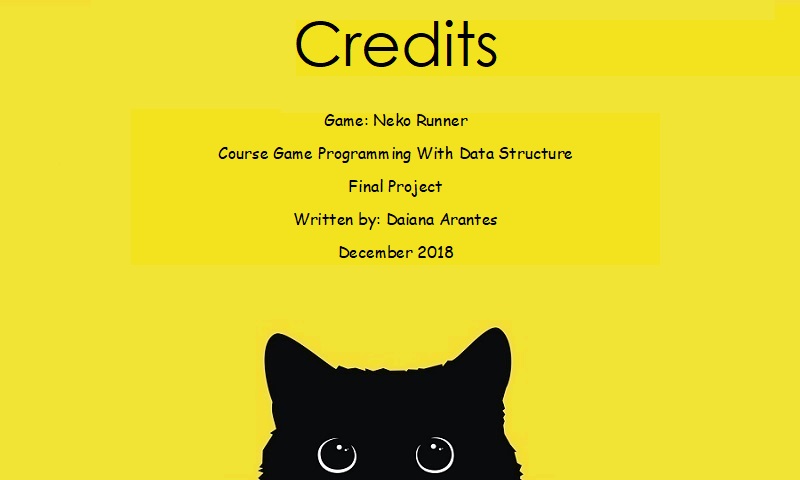 Credits
Game: Neko Runner
Course Game Programming With Data Structure
Final Project
Written by: Daiana Arantes
December 2018